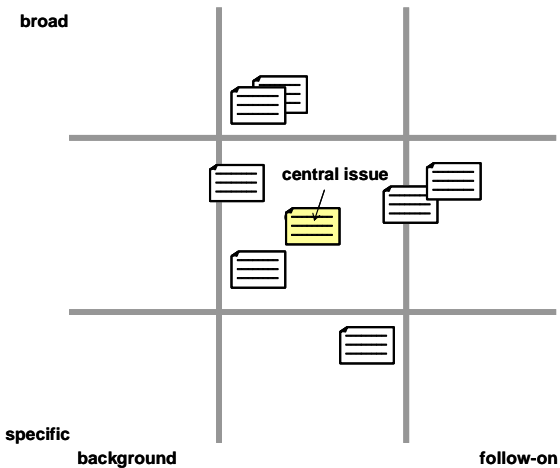 broad
central issue
specific
background
follow-on